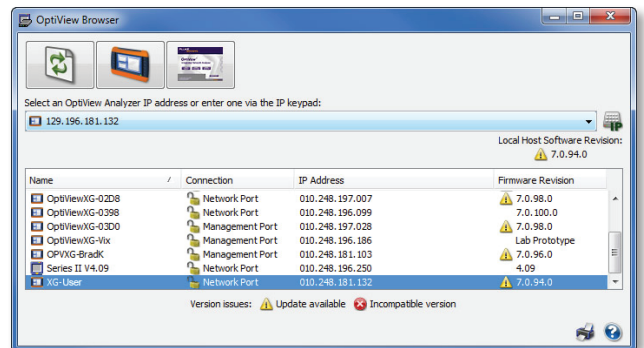 OptiView Browser
OptiView
Select an OptiView Analyzer IP address or enter one via the IP keypad:
129.196.181.132
IP
Local Host Software Revision:
7.0.94.0
Name / Connection IP Address Firmware Revision
OptiViewXG-02D8 Network Port 010.248.197.007 7.0.98.0
OptiViewXG-0398 Network Port 010.248.196.099 7.0.100.0
OptiViewXG-03D0 Management Port 010.248.197.028 7.0.98.0
OptiViewXG-Vix Management Port 010.248.196.186 Lab Prototype
OPVXG-BradK Management Port 010.248.181.103 7.0.96.0
Series II V4.09 Network Port 010.248.196.250 4.09
XG-User Network Port 010.248.181.132 7.0.94.0
Version issues: Update available Incompatible version